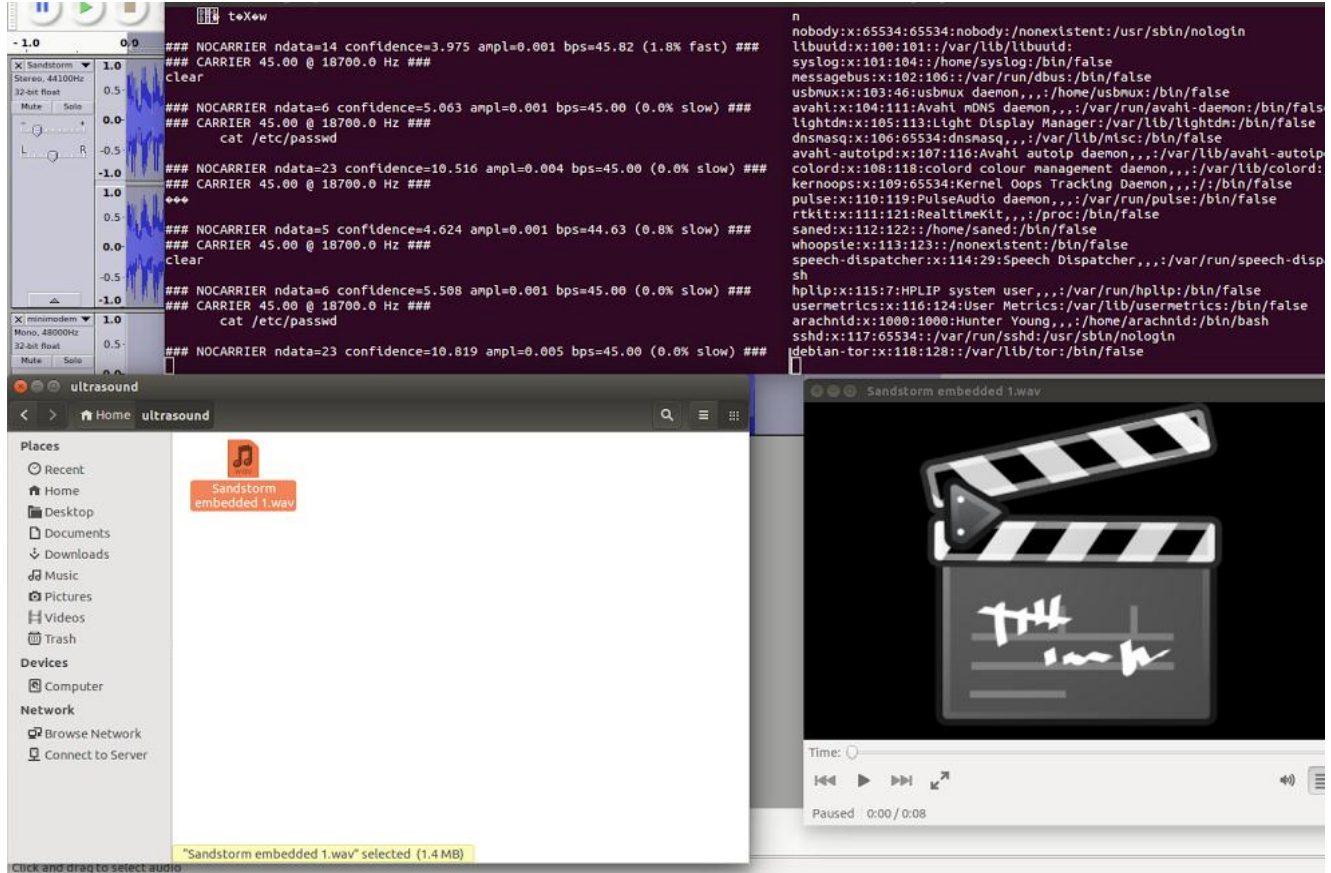 - 1.0
0,0
Sandstorm
Stereo, 44100Hz
32-bit float
Mute Solo
- +
L R
1.0
0.5
0.0
-0.5
-1.0
1.0
0.5
0.0
-0.5
-1.0
minimodem
Mono, 48000Hz
32-bit float
Mute Solo
1.0
0.5
### NOCARRIER ndata=14 confidence=3.975 ampl=0.001 bps=45.82 (1.8% fast) ###
### CARRIER 45.00 @ 18700.0 Hz ###
clear
### NOCARRIER ndata=6 confidence=5.063 ampl=0.001 bps=45.00 (0.0% slow) ###
### CARRIER 45.00 @ 18700.0 Hz ###
cat /etc/passwd
### NOCARRIER ndata=23 confidence=10.516 ampl=0.004 bps=45.00 (0.0% slow) ###
### CARRIER 45.00 @ 18700.0 Hz ###
���
### NOCARRIER ndata=5 confidence=4.624 ampl=0.001 bps=44.63 (0.8% slow) ###
### CARRIER 45.00 @ 18700.0 Hz ###
clear
### NOCARRIER ndata=6 confidence=5.508 ampl=0.001 bps=45.00 (0.0% slow) ###
### CARRIER 45.00 @ 18700.0 Hz ###
cat /etc/passwd
### NOCARRIER ndata=23 confidence=10.819 ampl=0.005 bps=45.00 (0.0% slow) ###
n
nobody:x:65534:65534:nobody:/nonexistent:/usr/sbin/nologin
libuuid:x:100:101::/var/lib/libuuid:
syslog:x:101:104::/home/syslog:/bin/false
messagebus:x:102:106::/var/run/dbus:/bin/false
usbmux:x:103:46:usbmux daemon,,,:/home/usbmux:/bin/false
avahi:x:104:111:Avahi mDNS daemon,,,:/var/run/avahi-daemon:/bin/fals
lightdm:x:105:113:Light Display Manager:/var/lib/lightdm:/bin/false
dnsmasq:x:106:65534:dnsmasq,,,:/var/lib/misc:/bin/false
avahi-autoipd:x:107:116:Avahi autoip daemon,,,:/var/lib/avahi-autoip
colord:x:108:118:colord colour management daemon,,,:/var/lib/colord:
kernoops:x:109:65534:Kernel Oops Tracking Daemon,,,:/:/bin/false
pulse:x:110:119:PulseAudio daemon,,,:/var/run/pulse:/bin/false
rtkit:x:111:121:RealtimeKit,,,:/proc:/bin/false
saned:x:112:122::/home/saned:/bin/false
whoopsie:x:113:123::/nonexistent:/bin/false
speech-dispatcher:x:114:29:Speech Dispatcher,,,:/var/run/speech-disp
sh
hplip:x:115:7:HPLIP system user,,,:/var/run/hplip:/bin/false
usermetrics:x:116:124:User Metrics:/var/lib/usermetrics:/bin/false
arachnid:x:1000:1000:Hunter Young,,,:/home/arachnid:/bin/bash
sshd:x:117:65534::/var/run/sshd:/usr/sbin/nologin
debian-tor:x:118:128::/var/lib/tor:/bin/false
ultrasound
Home ultrasound
Places
Recent
Home
Desktop
Documents
Downloads
Music
Pictures
Videos
Trash
Devices
Computer
Network
Browse Network
Connect to Server
wav
Sandstorm
embedded 1.wav
"Sandstorm embedded 1.wav" selected (1.4 MB)
Click and drag to select audio
Sandstorm embedded 1.wav
Time:
Paused 0:00 / 0:08